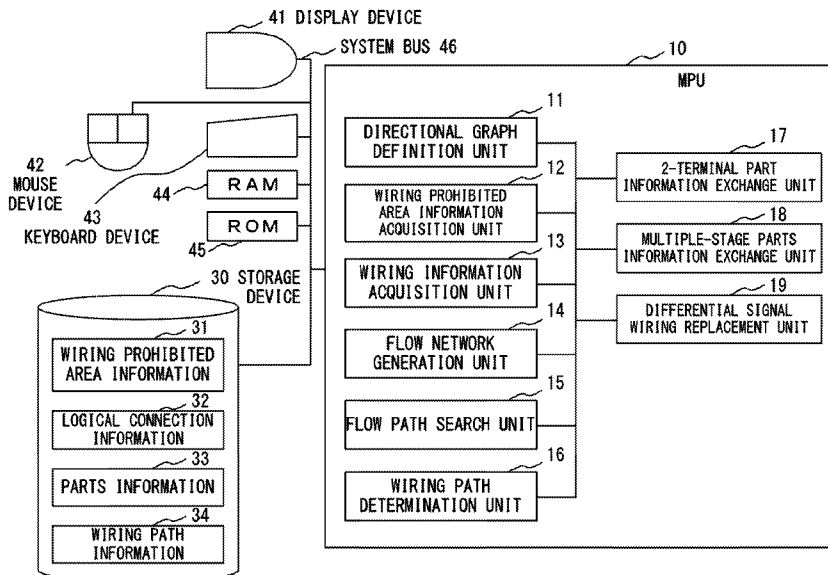 41 DISPLAY DEVICE
SYSTEM BUS 46
42
MOUSE
DEVICE
43
KEYBOARD DEVICE
44
RAM
ROM
45
30 STORAGE
DEVICE
31
WIRING PROHIBITED
AREA INFORMATION
32
LOGICAL CONNECTION
INFORMATION
33
PARTS INFORMATION
34
WIRING PATH
INFORMATION
10
MPU
11
DIRECTIONAL GRAPH
DEFINITION UNIT
12
WIRING PROHIBITED
AREA INFORMATION
ACQUISITION UNIT
13
WIRING INFORMATION
ACQUISITION UNIT
14
FLOW NETWORK
GENERATION UNIT
15
FLOW PATH SEARCH UNIT
16
WIRING PATH
DETERMINATION UNIT
17
2-TERMINAL PART
INFORMATION EXCHANGE UNIT
18
MULTIPLE-STAGE PARTS
INFORMATION EXCHANGE UNIT
19
DIFFERENTIAL SIGNAL
WIRING REPLACEMENT UNIT